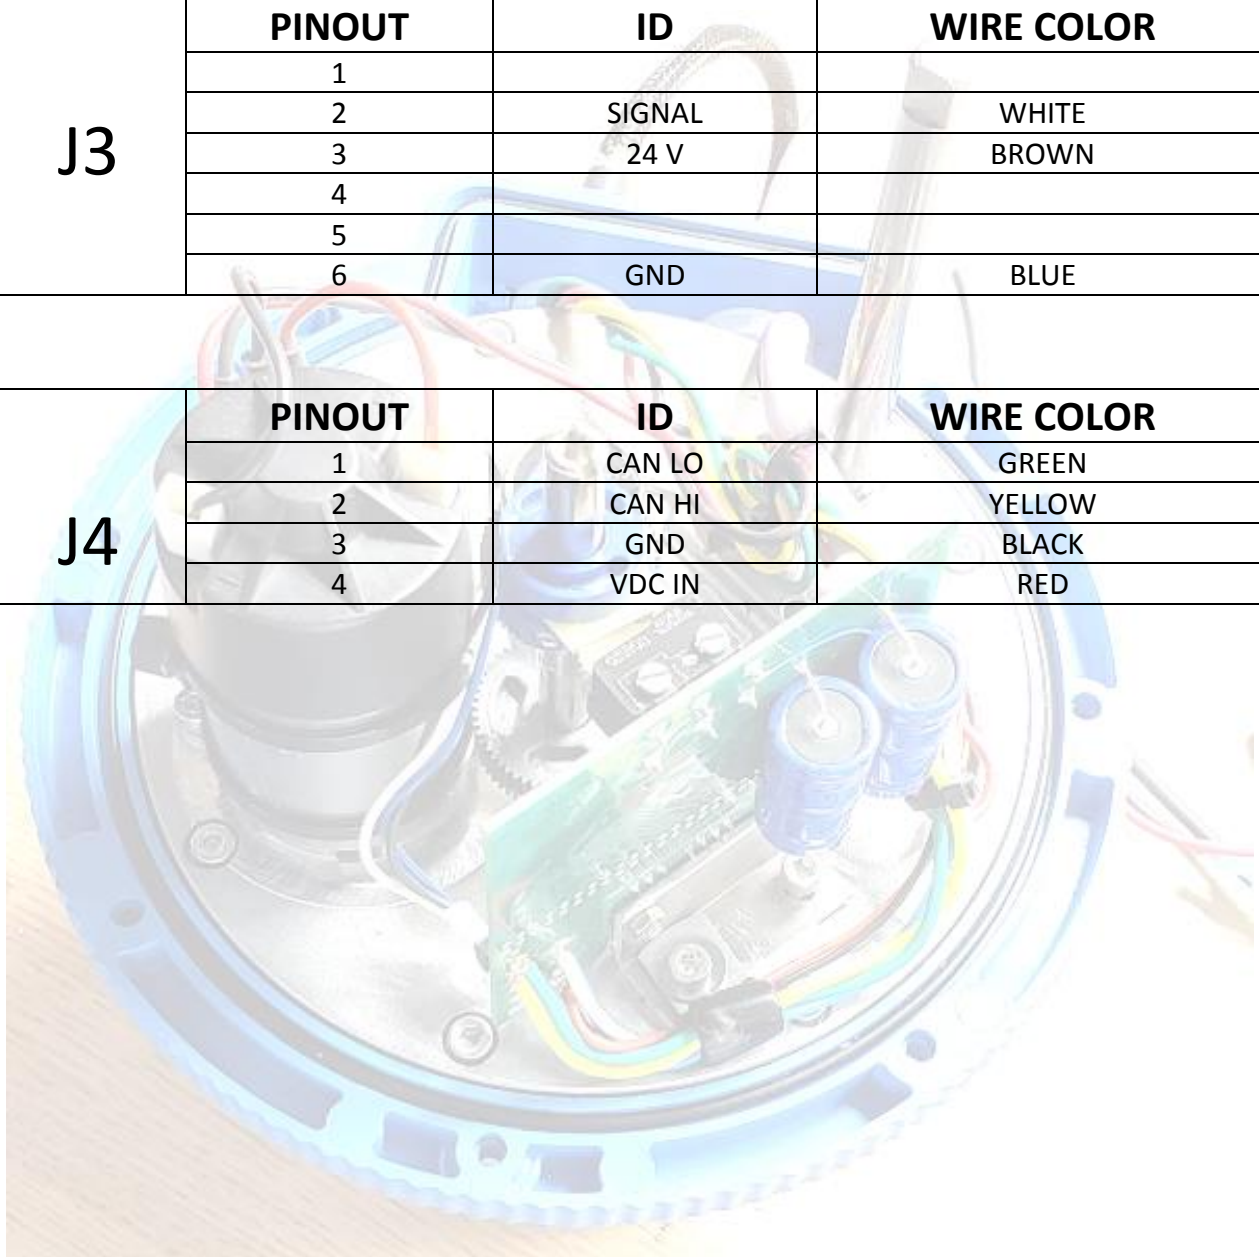 PINOUT ID WIRE COLOR
J3
1
2 SIGNAL WHITE
3 24 V BROWN
4
5
6 GND BLUE
PINOUT ID WIRE COLOR
J4
1 CAN LO GREEN
2 CAN HI YELLOW
3 GND BLACK
4 VDC IN RED